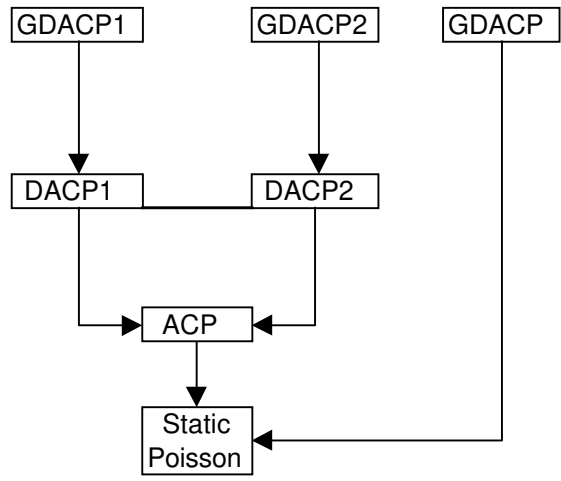 GDACP1
GDACP2
GDACP
DACP1
DACP2
ACP
Static
Poisson